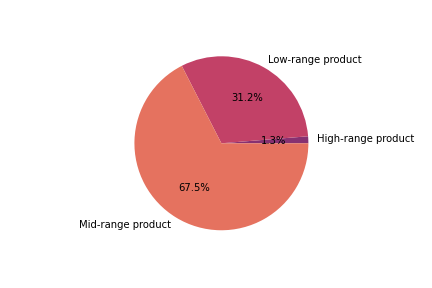 Low-range product
31.2%
1.3%
High-range product
67.5%
Mid-range product